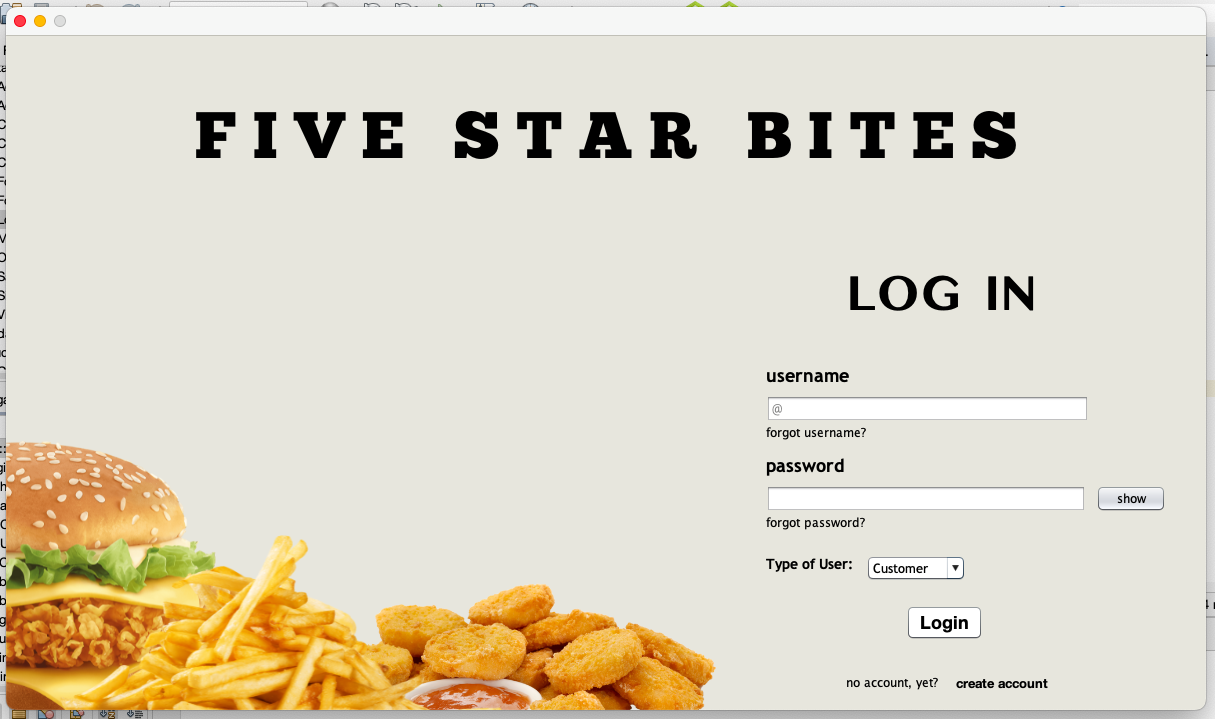 FIVE STAR BITES
LOG IN
username
@
forgot username?
password
show
forgot password?
Type of User: Customer
Login
no account, yet? create account